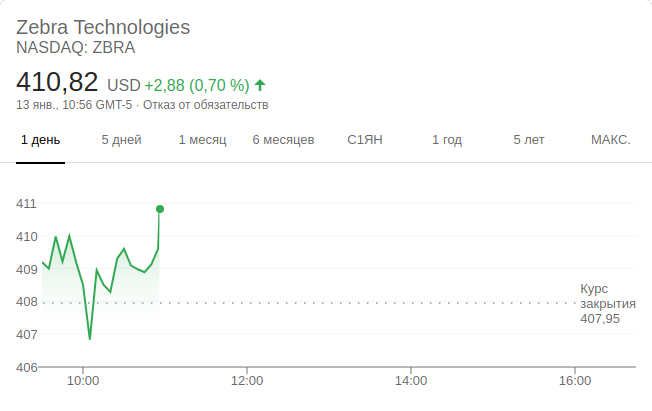 Zebra Technologies
NASDAQ: ZBRA
410,82 USD +2,88 (0,70 %)
13 янв., 10:56 GMT-5 · Отказ от обязательств
1 день 5 дней 1 месяц 6 месяцев С1ЯН 1 год 5 лет МАКС.
411
410
409
408
407
406
Курс
закрытия
407,95
10:00 12:00 14:00 16:00